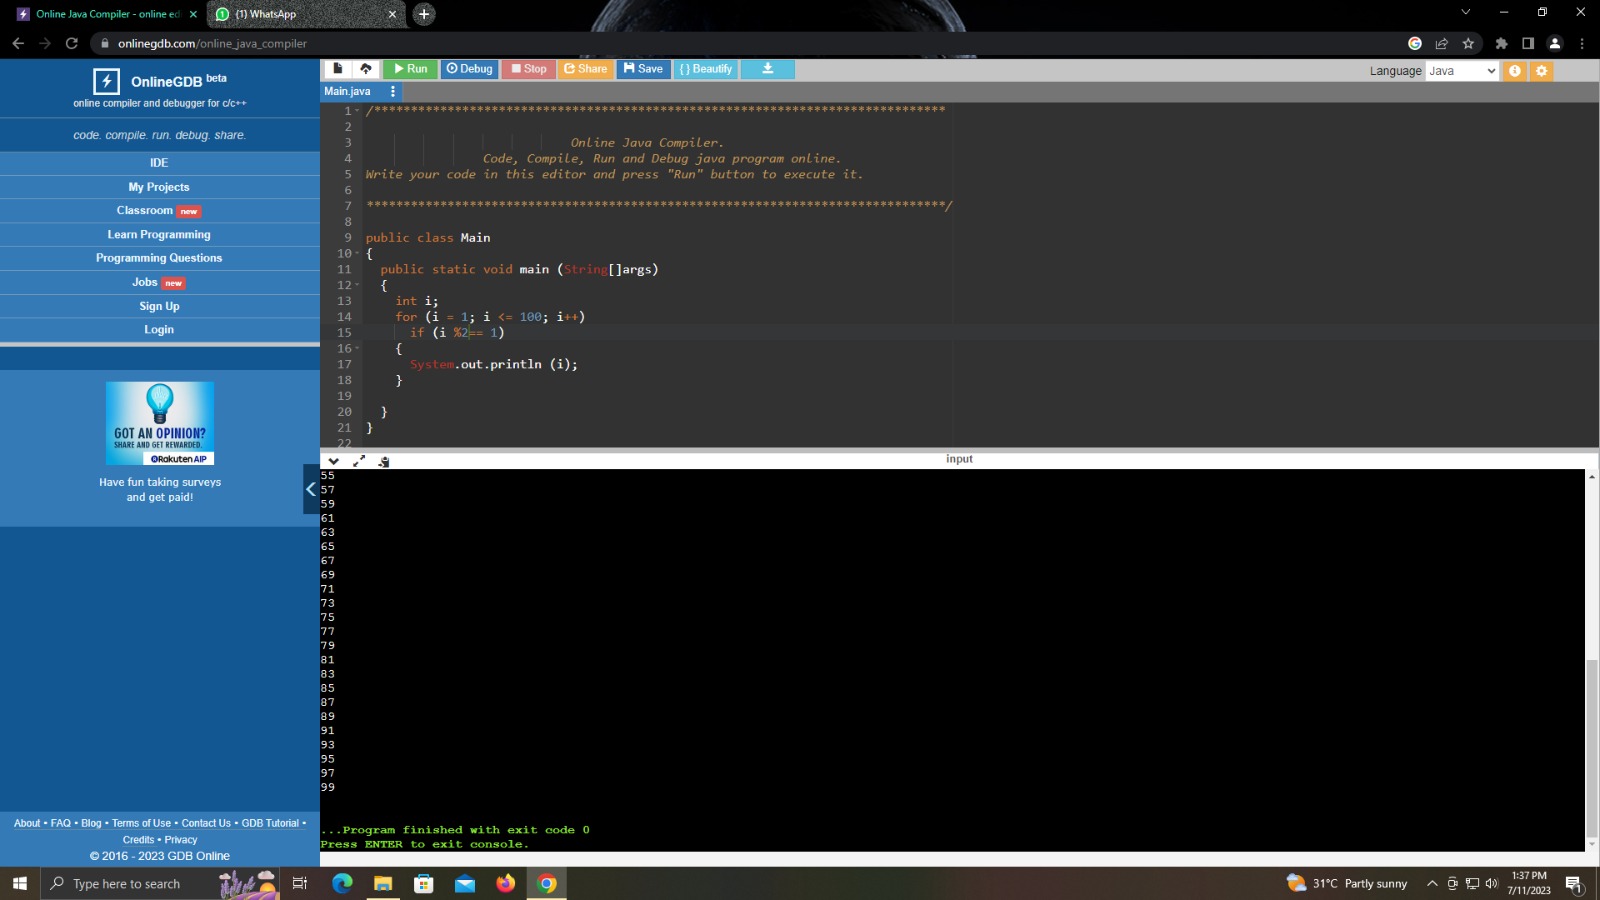 Online Java Compiler - online ed
(1) WhatsApp
onlinegdb.com/online_java_compiler
OnlineGDB beta
online compiler and debugger for c/c++
code. compile. run. debug. share.
IDE
My Projects
Classroom new
Learn Programming
Programming Questions
Jobs new
Sign Up
Login
GOT AN OPINION?
SHARE AND GET REWARDED.
Rakuten AIP
Have fun taking surveys
and get paid!
About • FAQ • Blog • Terms of Use • Contact Us • GDB Tutorial •
Credits • Privacy
© 2016 - 2023 GDB Online
Run Debug Stop Share Save { } Beautify
Language Java
Main.java
1 /******************************************************************************
2
3 Online Java Compiler.
4 Code, Compile, Run and Debug java program online.
5 Write your code in this editor and press "Run" button to execute it.
6
7 *******************************************************************************/
8
9 public class Main
10 {
11 public static void main (String[]args)
12 {
13 int i;
14 for (i = 1; i <= 100; i++)
15 if (i %2== 1)
16 {
17 System.out.println (i);
18 }
19
20 }
21 }
22
input
55
57
59
61
63
65
67
69
71
73
75
77
79
81
83
85
87
89
91
93
95
97
99
...Program finished with exit code 0
Press ENTER to exit console.
Type here to search
31°C Partly sunny
1:37 PM
7/11/2023
1